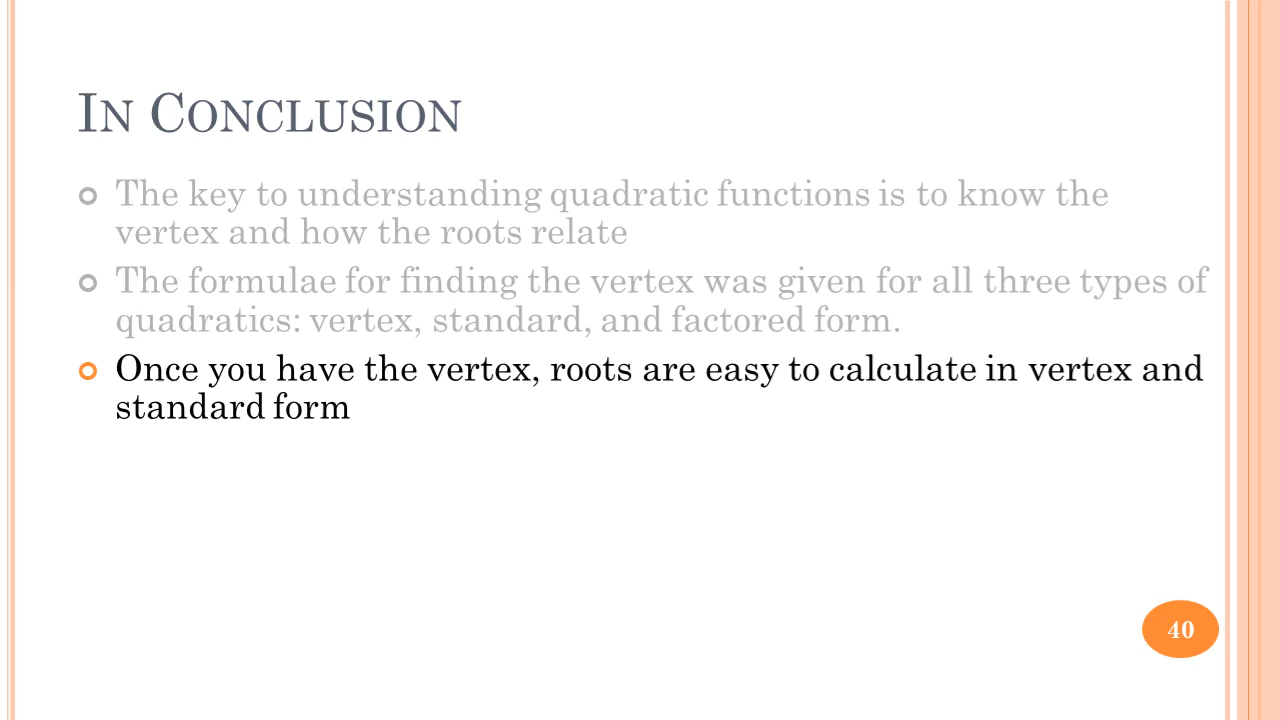 IN CONCLUSION
The key to understanding quadratic functions is to know the
vertex and how the roots relate
The formulae for finding the vertex was given for all three types of
quadratics: vertex, standard, and factored form.
Once you have the vertex, roots are easy to calculate in vertex and
standard form
40